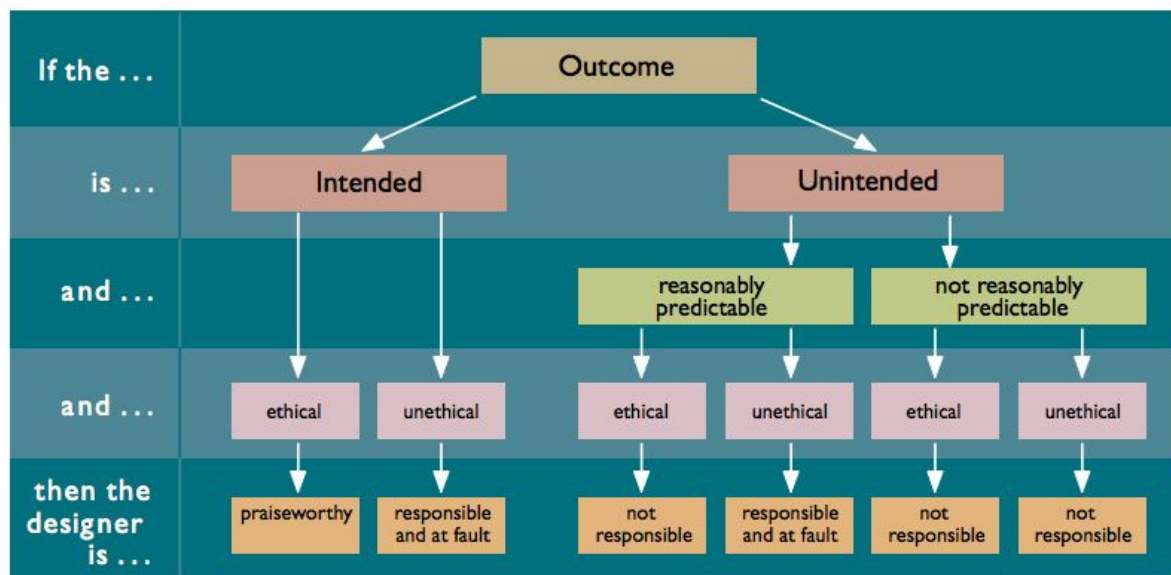 If the . . .
Outcome
is . . .
Intended
Unintended
and . . .
reasonably
predictable
not reasonably
predictable
and . . .
ethical
unethical
ethical
unethical
ethical
unethical
then the
designer
is . . .
praiseworthy
responsible
and at fault
not
responsible
responsible
and at fault
not
responsible
not
responsible